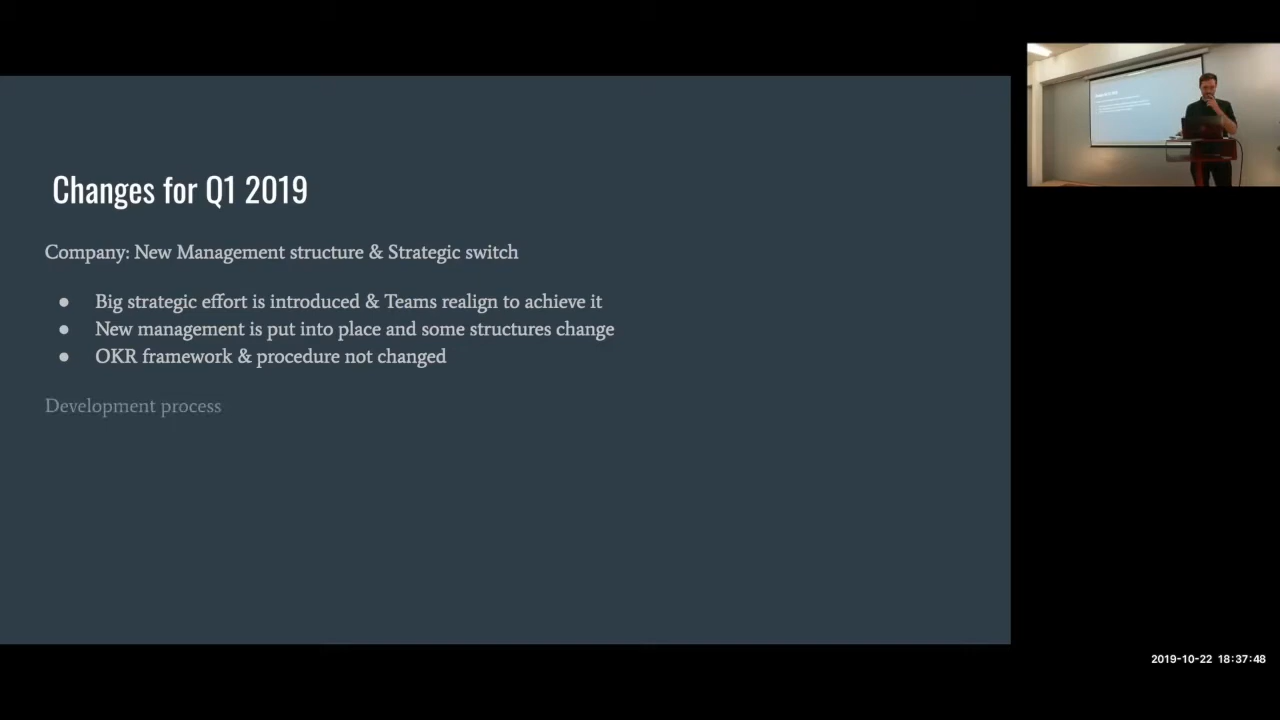 Changes for Q1 2019
Company: New Management structure & Strategic switch
● Big strategic effort is introduced & Teams realign to achieve it
● New management is put into place and some structures change
● OKR framework & procedure not changed
Development process
2019-10-22 18:37:48